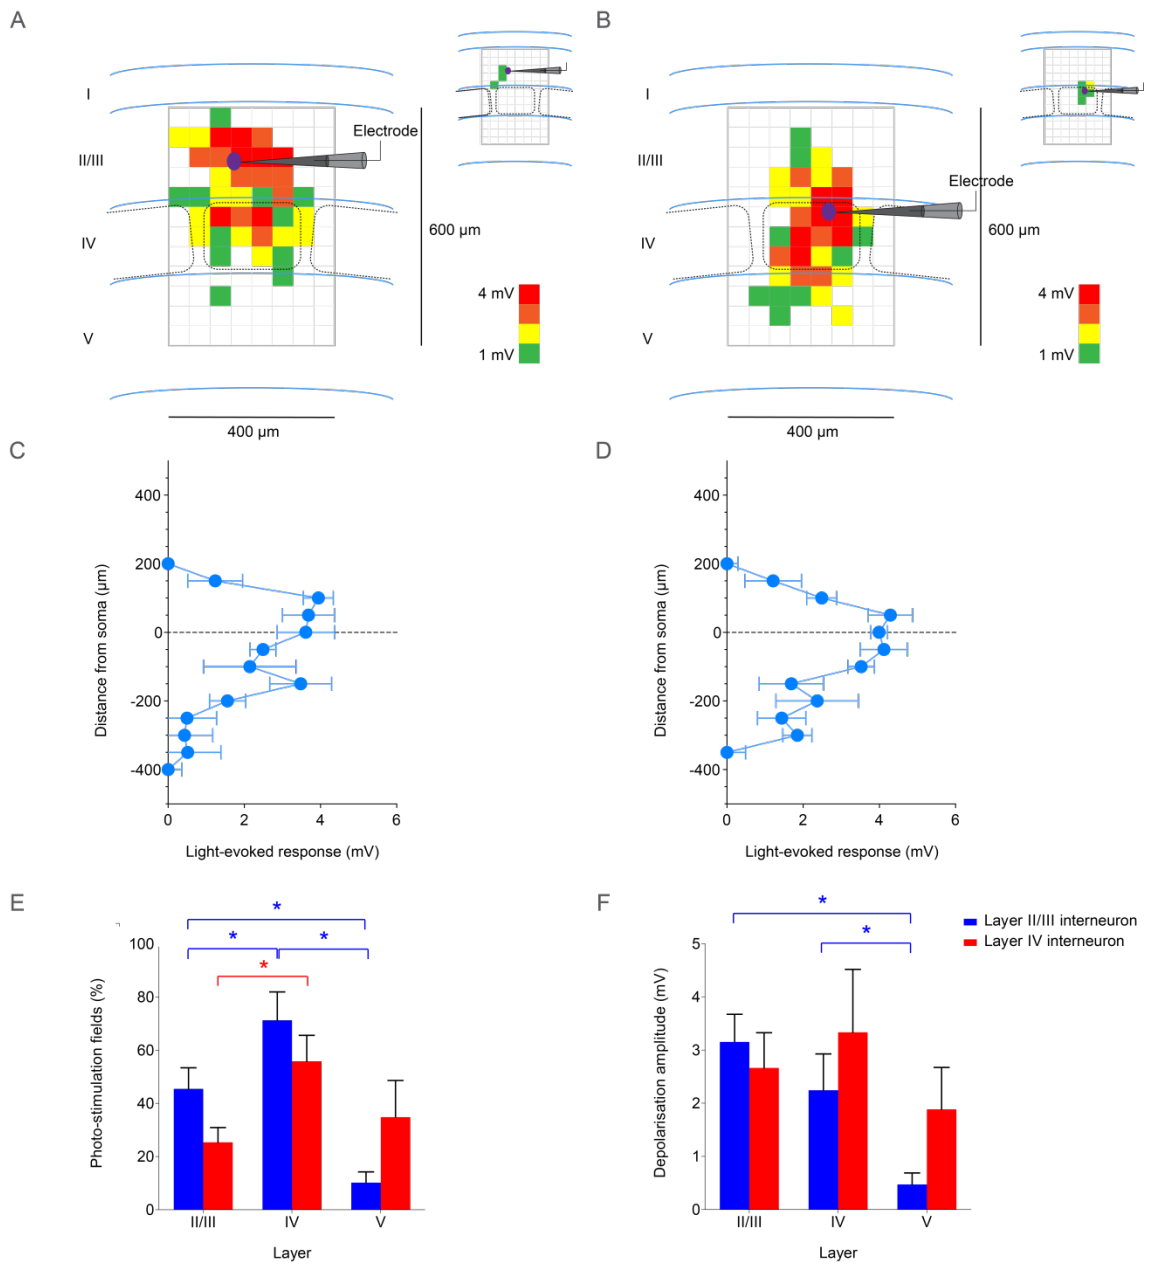 A
B
I
II/III
IV
V
Electrode
600 µm
4 mV
1 mV
400 µm
I
II/III
IV
V
Electrode
600 µm
4 mV
1 mV
400 µm
C
D
400
200
0
-200
-400
Distance from soma (µm)
0 2 4 6
Light-evoked response (mV)
400
200
0
-200
-400
Distance from soma (µm)
0 2 4 6
Light-evoked response (mV)
E
F
* * * *
100
80
60
40
20
0
Photo-stimulation fields (%)
II/III IV V
Layer
* *
Layer II/III interneuron
Layer IV interneuron
5
4
3
2
1
0
Depolarisation amplitude (mV)
II/III IV V
Layer